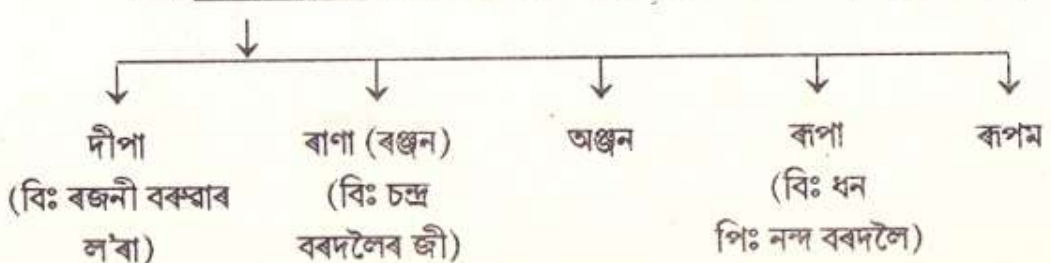 দীপা ৰাণা (ৰঞ্জন) অঞ্জন ৰূপা ৰূপম
(বিঃ ৰজনী বৰুৱাৰ (বিঃ চন্দ্ৰ (বিঃ ধন
ল'ৰা) বৰদলৈৰ জী) পিঃ নন্দ বৰদলৈ)